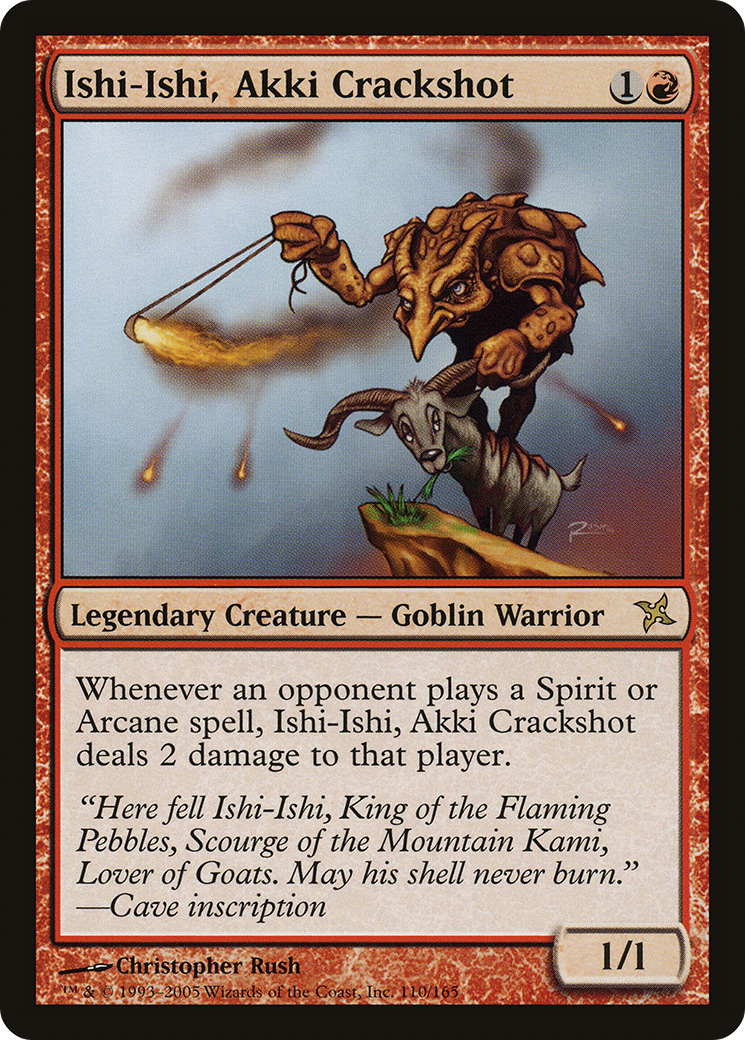 Ishi-Ishi, Akki Crackshot 1
Legendary Creature — Goblin Warrior
Whenever an opponent plays a Spirit or
Arcane spell, Ishi-Ishi, Akki Crackshot
deals 2 damage to that player.
“Here fell Ishi-Ishi, King of the Flaming
Pebbles, Scourge of the Mountain Kami,
Lover of Goats. May his shell never burn.”
—Cave inscription
1/1
Christopher Rush
™ & © 1993–2005 Wizards of the Coast, Inc. 110/165